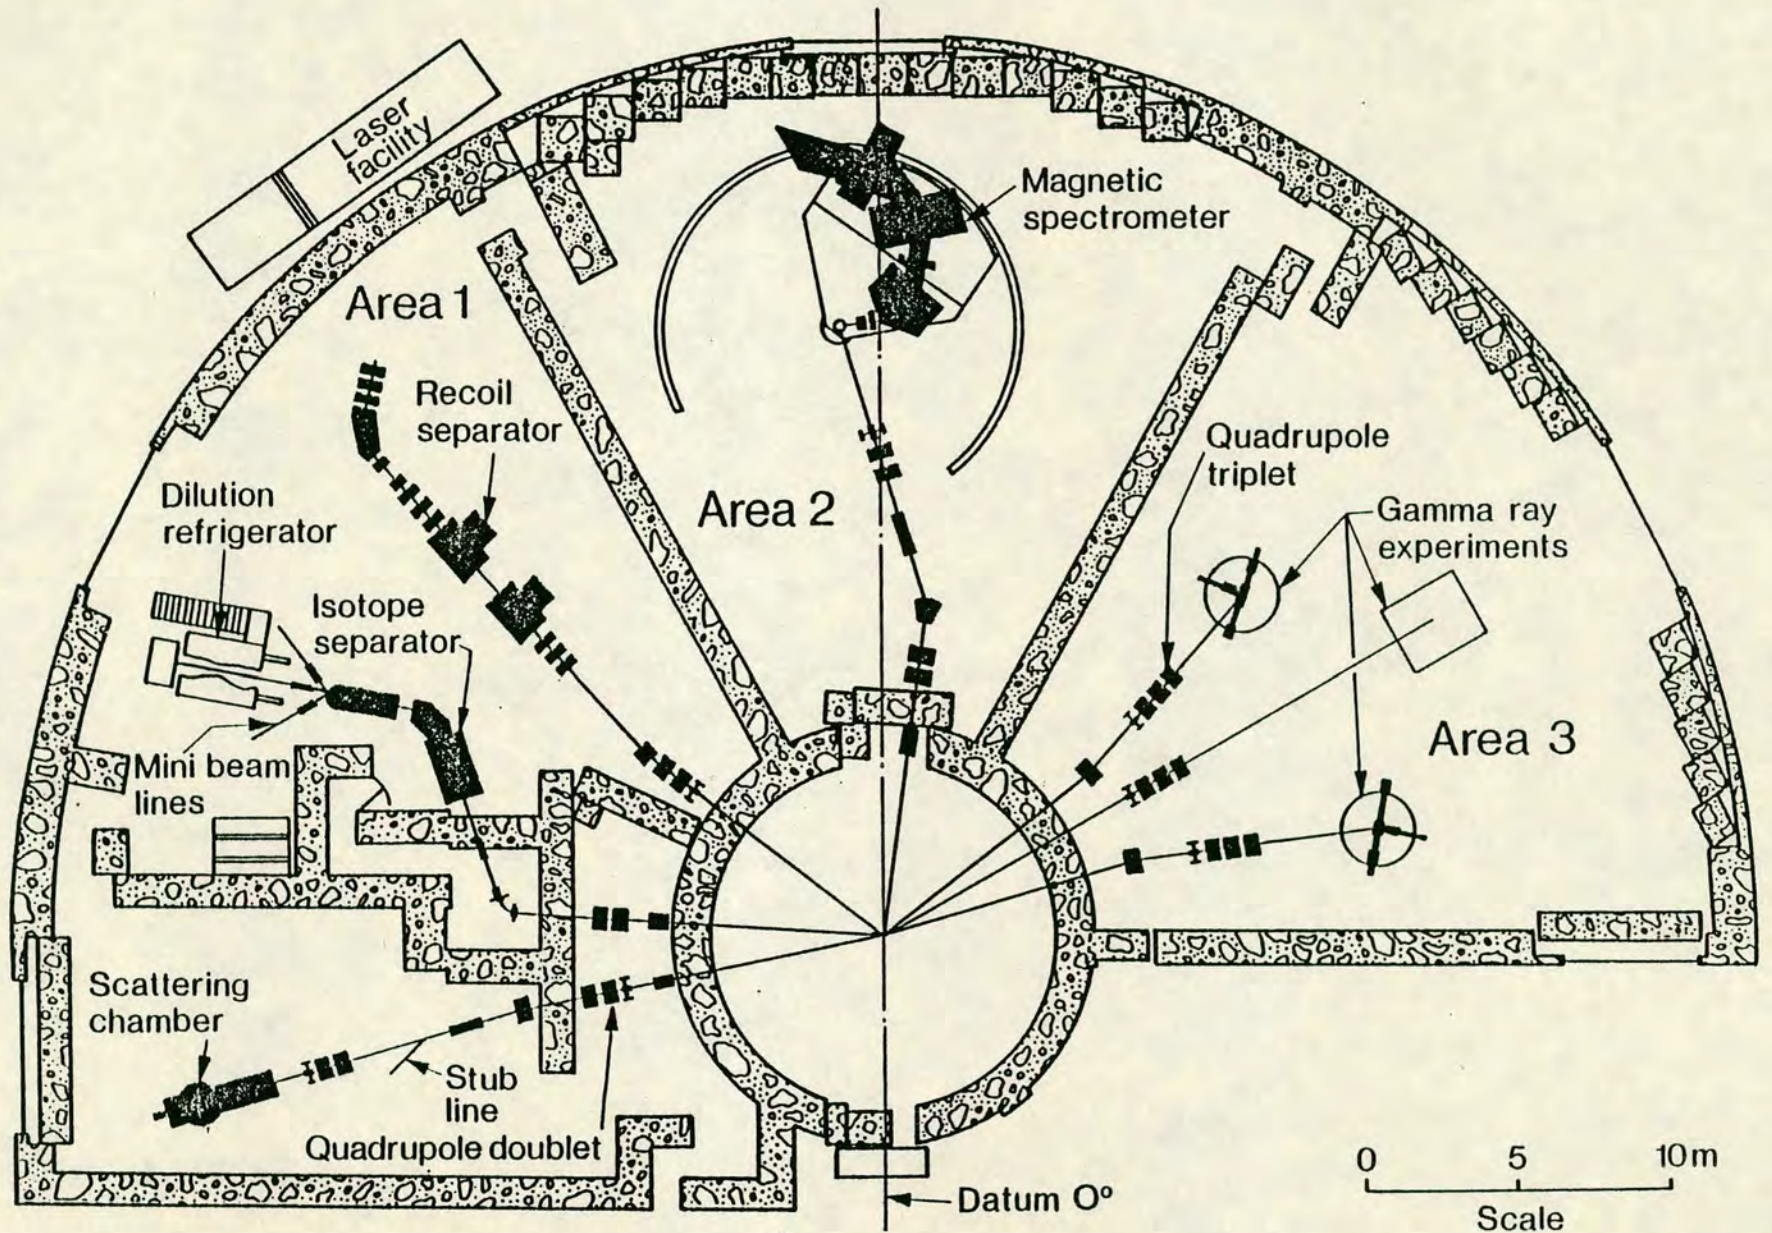 Laser
facility
Magnetic
spectrometer
Area 1
Recoil
separator
Quadrupole
triplet
Dilution
refrigerator
Area 2
Gamma ray
experiments
Isotope
separator
Area 3
Mini beam
lines
Scattering
chamber
Stub
line
Quadrupole doublet
Datum 0º
0 5 10m
Scale